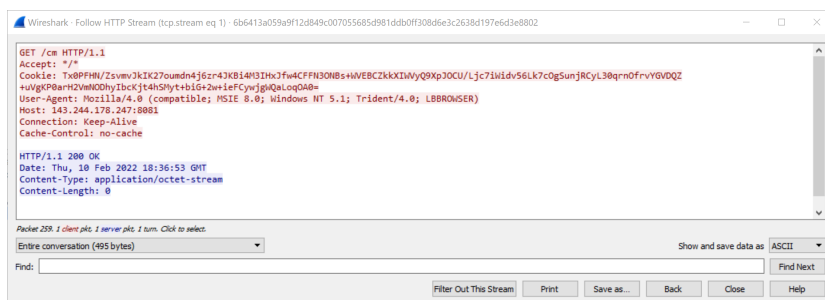 Wireshark · Follow HTTP Stream (tcp.stream eq 1) · 6b6413a059a9f12d849c007055685d981ddb0ff308d6e3c2638d197e6d3e8802
GET /cm HTTP/1.1
Accept: "/*
Cookie: Tx0PFHN/ZsvmvJkIK27oumdn4j6zr4JKBi4M3IHxJfw4CFFN3ONBs+WVEBCZkkXIWVyQ9XpJOCU/Ljc7iWidv56Lk7cOgSunjRCyL30qrnOfrvYGVDQZ
+uVgKP0arH2VmNODhyIbcKjt4hSMyt+biG+2w+ieFCywjgWQaLoqOA0=
User-Agent: Mozilla/4.0 (compatible; MSIE 8.0; Windows NT 5.1; Trident/4.0; LBBROWSER)
Host: 143.244.178.247:8081
Connection: Keep-Alive
Cache-Control: no-cache
HTTP/1.1 200 OK
Date: Thu, 10 Feb 2022 18:36:53 GMT
Content-Type: application/octet-stream
Content-Length: 0
Packet 259. 1 client pkt, 1 server pkt, 1 turn. Click to select.
Entire conversation (495 bytes) Show and save data as ASCII
Find: Find Next
Filter Out This Stream Print Save as... Back Close Help